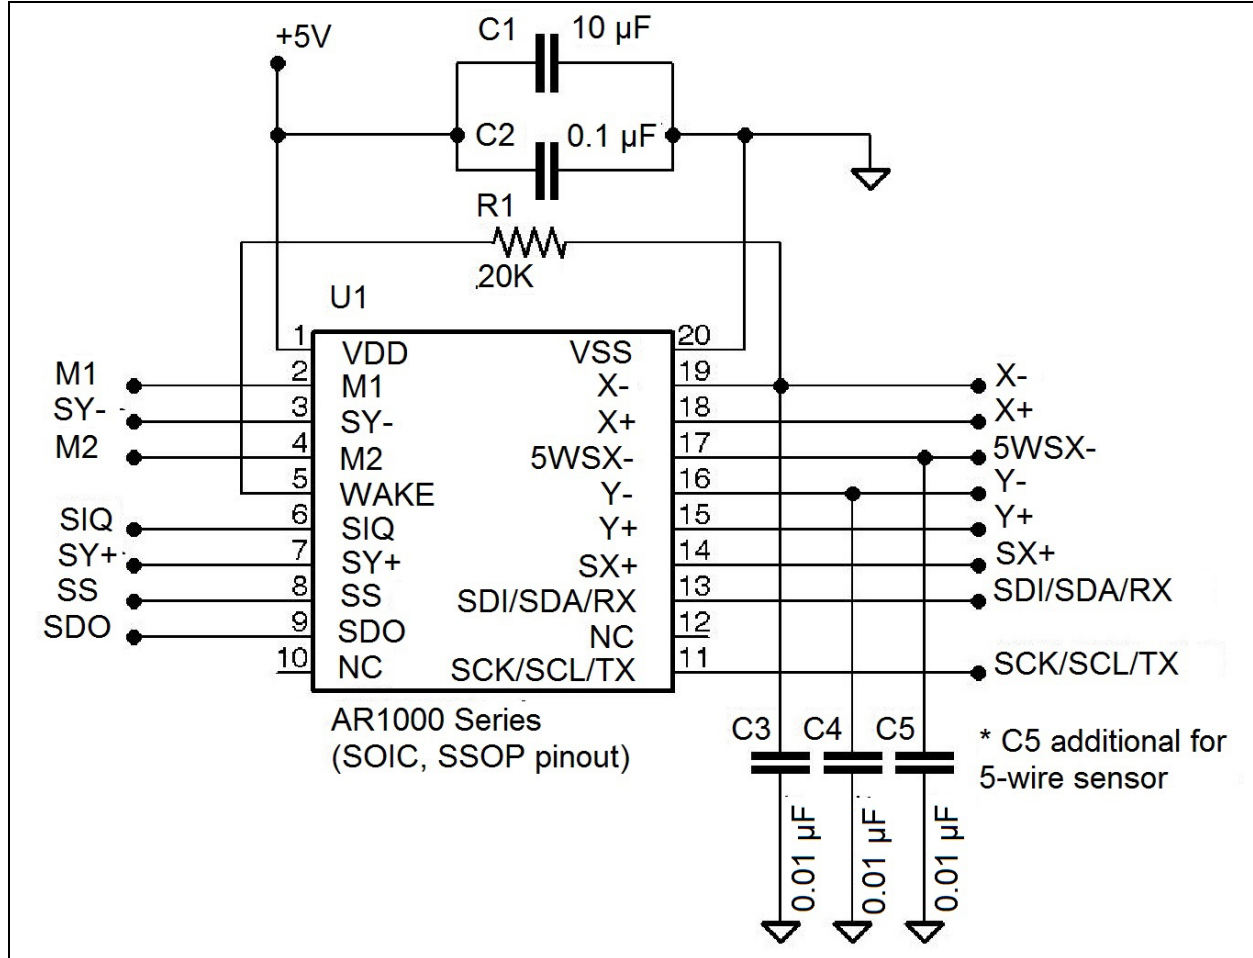 +5V
C1 10 µF
C2 0.1 µF
R1
20K
U1
1 VDD VSS 20
M1 2 M1 X- 19 X-
SY- 3 SY- X+ 18 X+
M2 4 M2 5WSX- 17 5WSX-
5 WAKE Y- 16 Y-
SIQ 6 SIQ Y+ 15 Y+
SY+ 7 SY+ SX+ 14 SX+
SS 8 SS SDI/SDA/RX 13 SDI/SDA/RX
SDO 9 SDO NC 12
10 NC SCK/SCL/TX 11 SCK/SCL/TX
AR1000 Series
(SOIC, SSOP pinout)
C3 C4 C5
* C5 additional for
5-wire sensor
0.01 µF
0.01 µF
0.01 µF